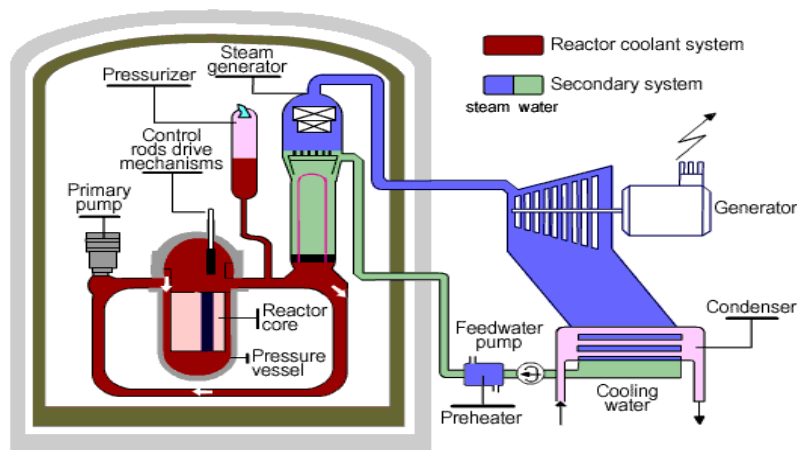 Steam
generator
Pressurizer
Control
rods drive
mechanisms
Primary
pump
Reactor
core
Pressure
vessel
Reactor coolant system
Secondary system
steam water
Generator
Condenser
Feedwater
pump
Preheater
Cooling
water